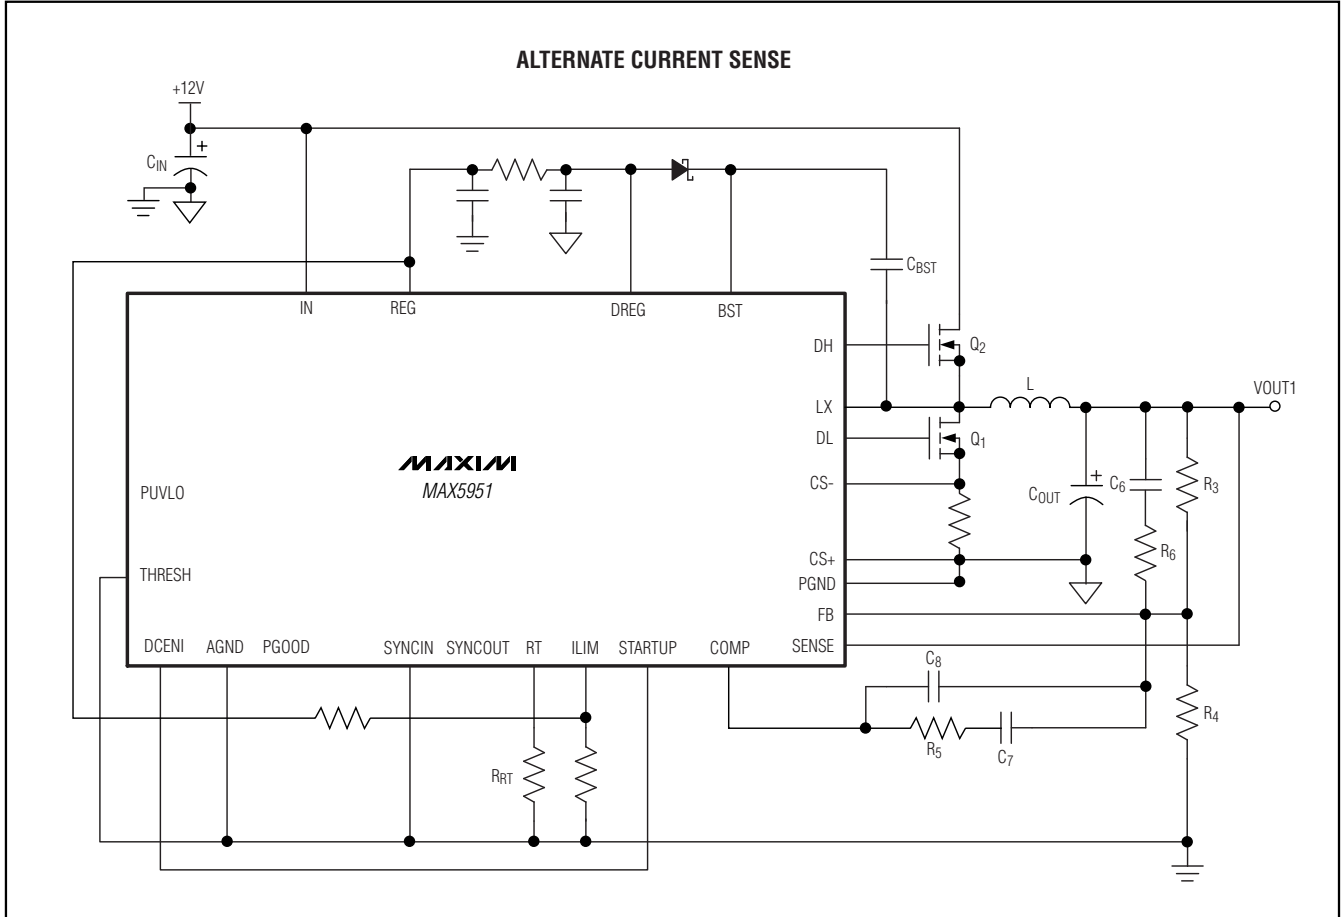 ALTERNATE CURRENT SENSE
+12V
+
CIN
CBST
IN
REG
DREG
BST
DH
Q2
L
VOUT1
LX
DL
Q1
MAXIM
MAX5951
CS-
PUVLO
COUT
+
C6
R3
R6
CS+
THRESH
PGND
FB
DCENI
AGND
PGOOD
SYNCIN
SYNCOUT
RT
ILIM
STARTUP
COMP
SENSE
C8
R4
R5
C7
RRT